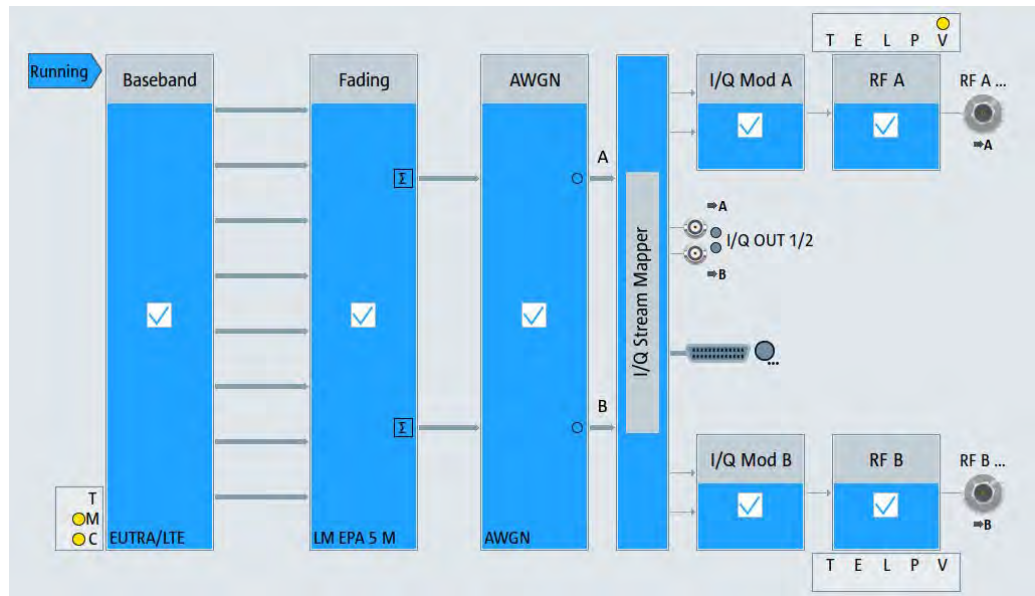 T E L P V
Running
Baseband
Fading
AWGN
I/Q Mod A
RF A
RF A ...
⇒A
A
Σ
⇒A
I/Q OUT 1/2
⇒B
I/Q Stream Mapper
...
B
Σ
I/Q Mod B
RF B
RF B ...
⇒B
T
M
C
EUTRA/LTE
LM EPA 5 M
AWGN
T E L P V